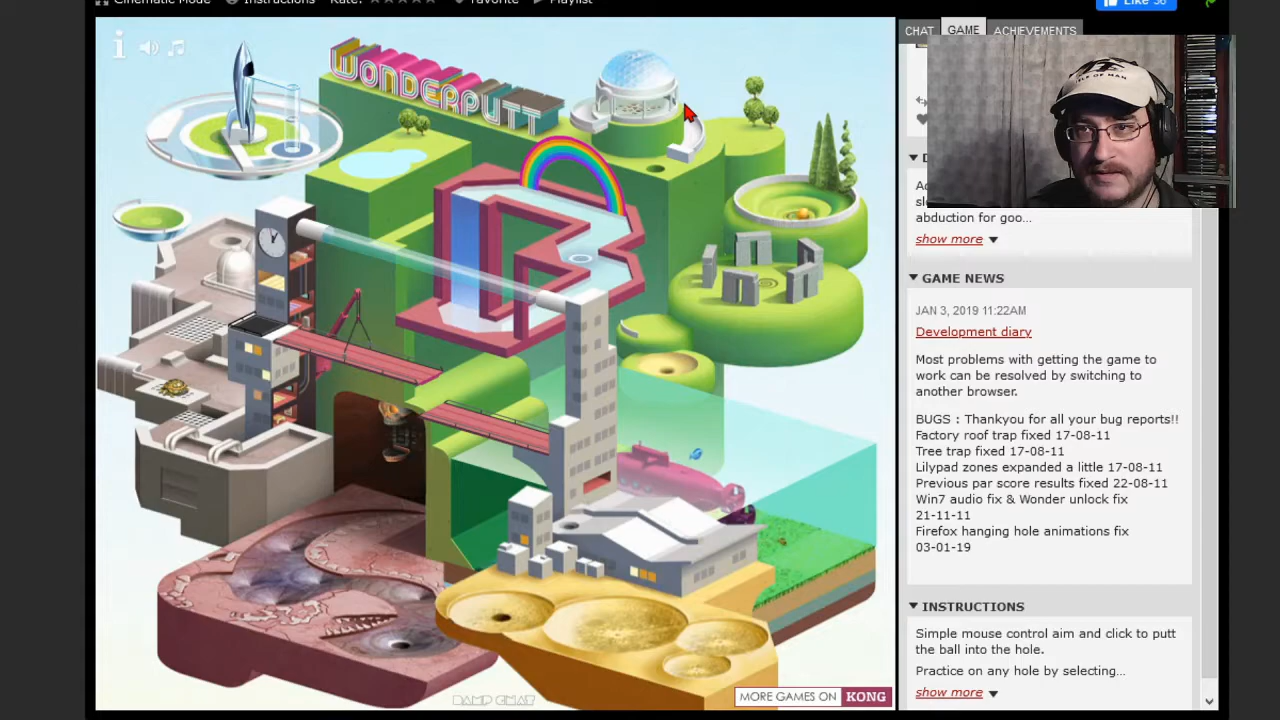 Cinematic Mode Instructions Rate: Favorite Playlist
Like 36
WONDERPUTT
CHAT GAME ACHIEVEMENTS
OF MAN
show more
GAME NEWS
JAN 3, 2019 11:22AM
Development diary
Most problems with getting the game to
work can be resolved by switching to
another browser.
BUGS : Thankyou for all your bug reports!!
Factory roof trap fixed 17-08-11
Tree trap fixed 17-08-11
Lilypad zones expanded a little 17-08-11
Previous par score results fixed 22-08-11
Win7 audio fix & Wonder unlock fix
21-11-11
Firefox hanging hole animations fix
03-01-19
INSTRUCTIONS
Simple mouse control aim and click to putt
the ball into the hole.
Practice on any hole by selecting...
show more
DAMP GNAT
MORE GAMES ON KONG
abduction for goo...